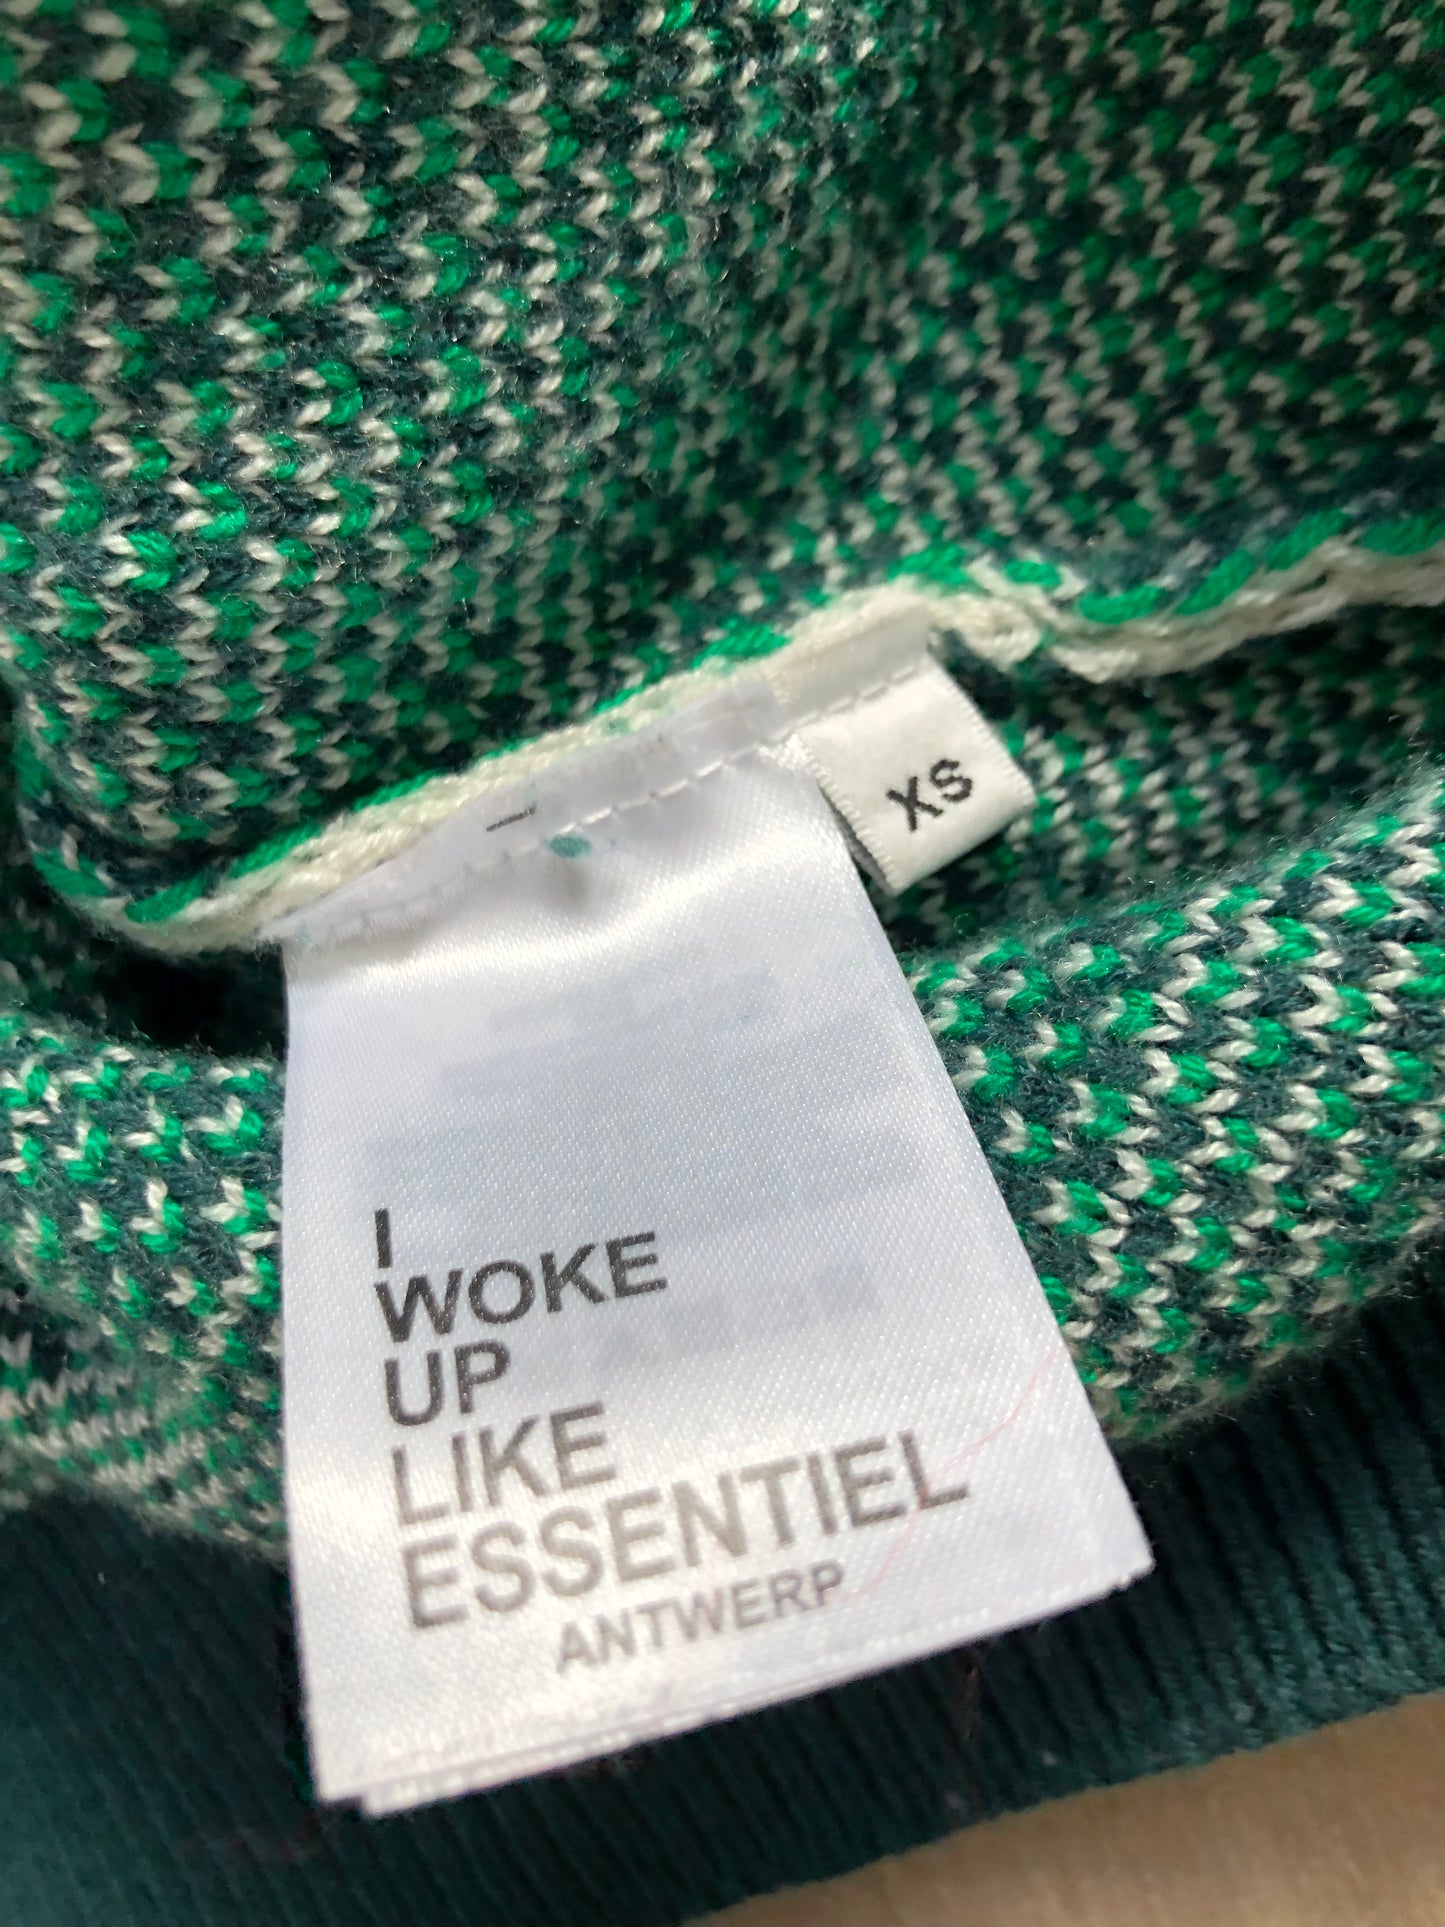 XS
I
WOKE
UP
LIKE
ESSENTIEL
ANTWERP